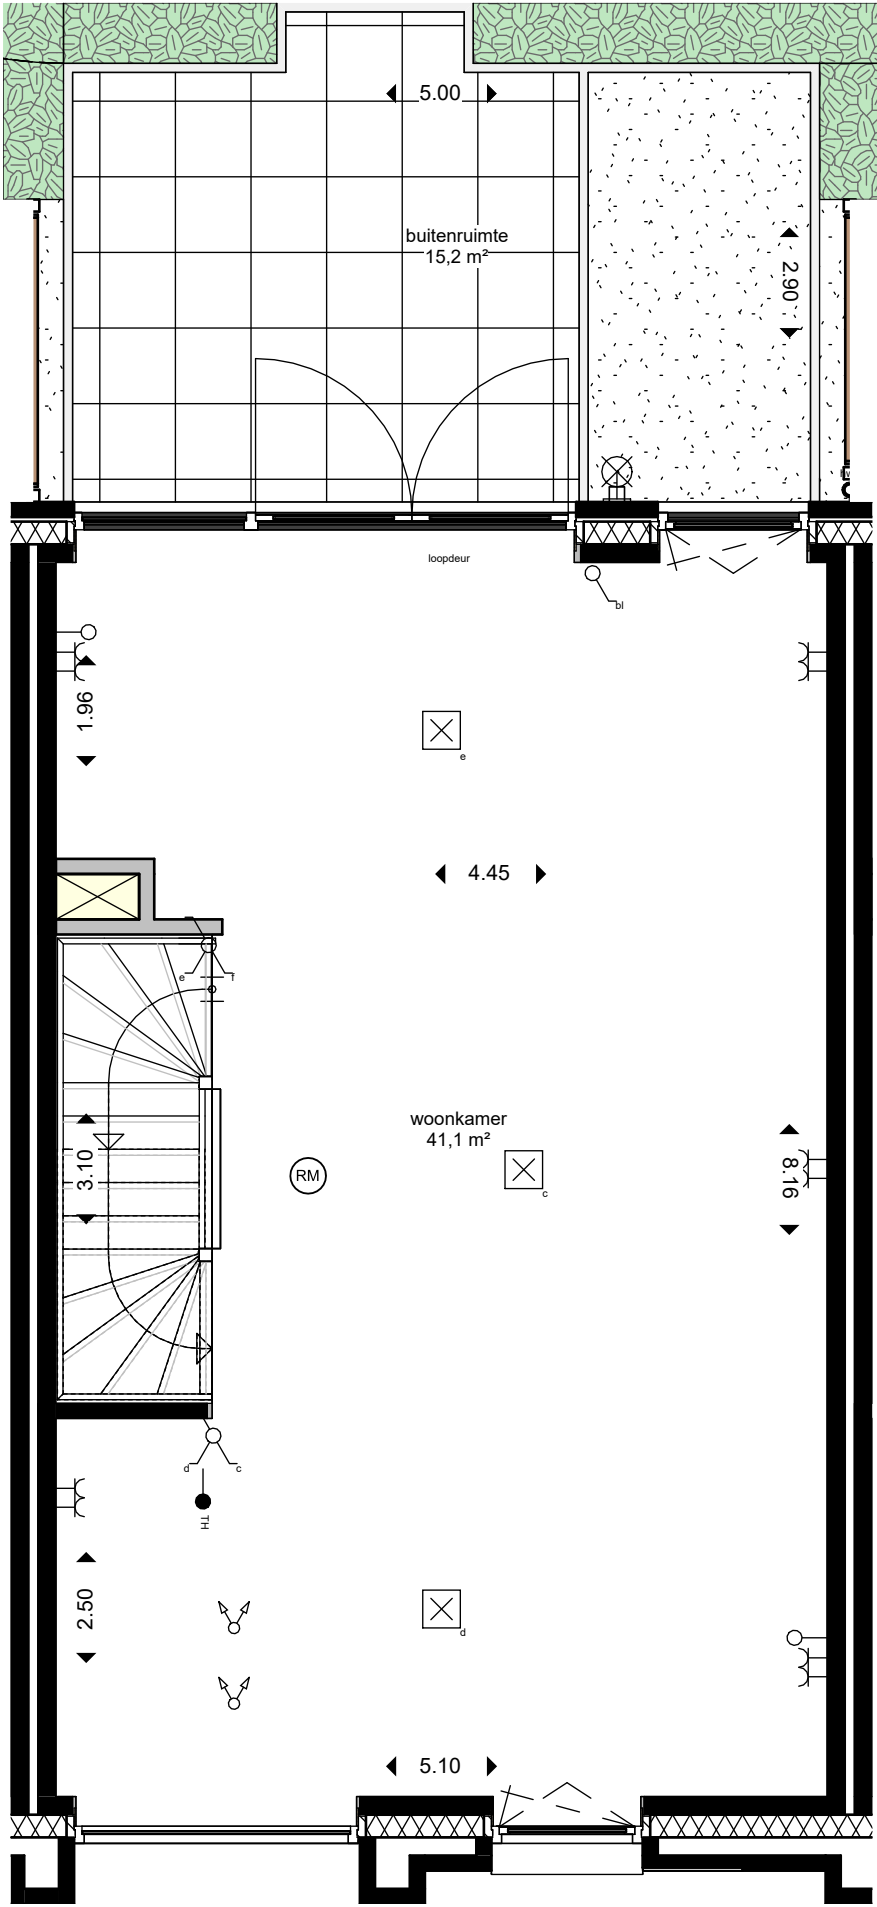 5.00
buitenruimte
15,2 m²
2.90
loopdeur
bl
1.96
e
4.45
e
f
woonkamer
41,1 m²
3.10
RM
c
8.16
d
c
TH
2.50
d
5.10